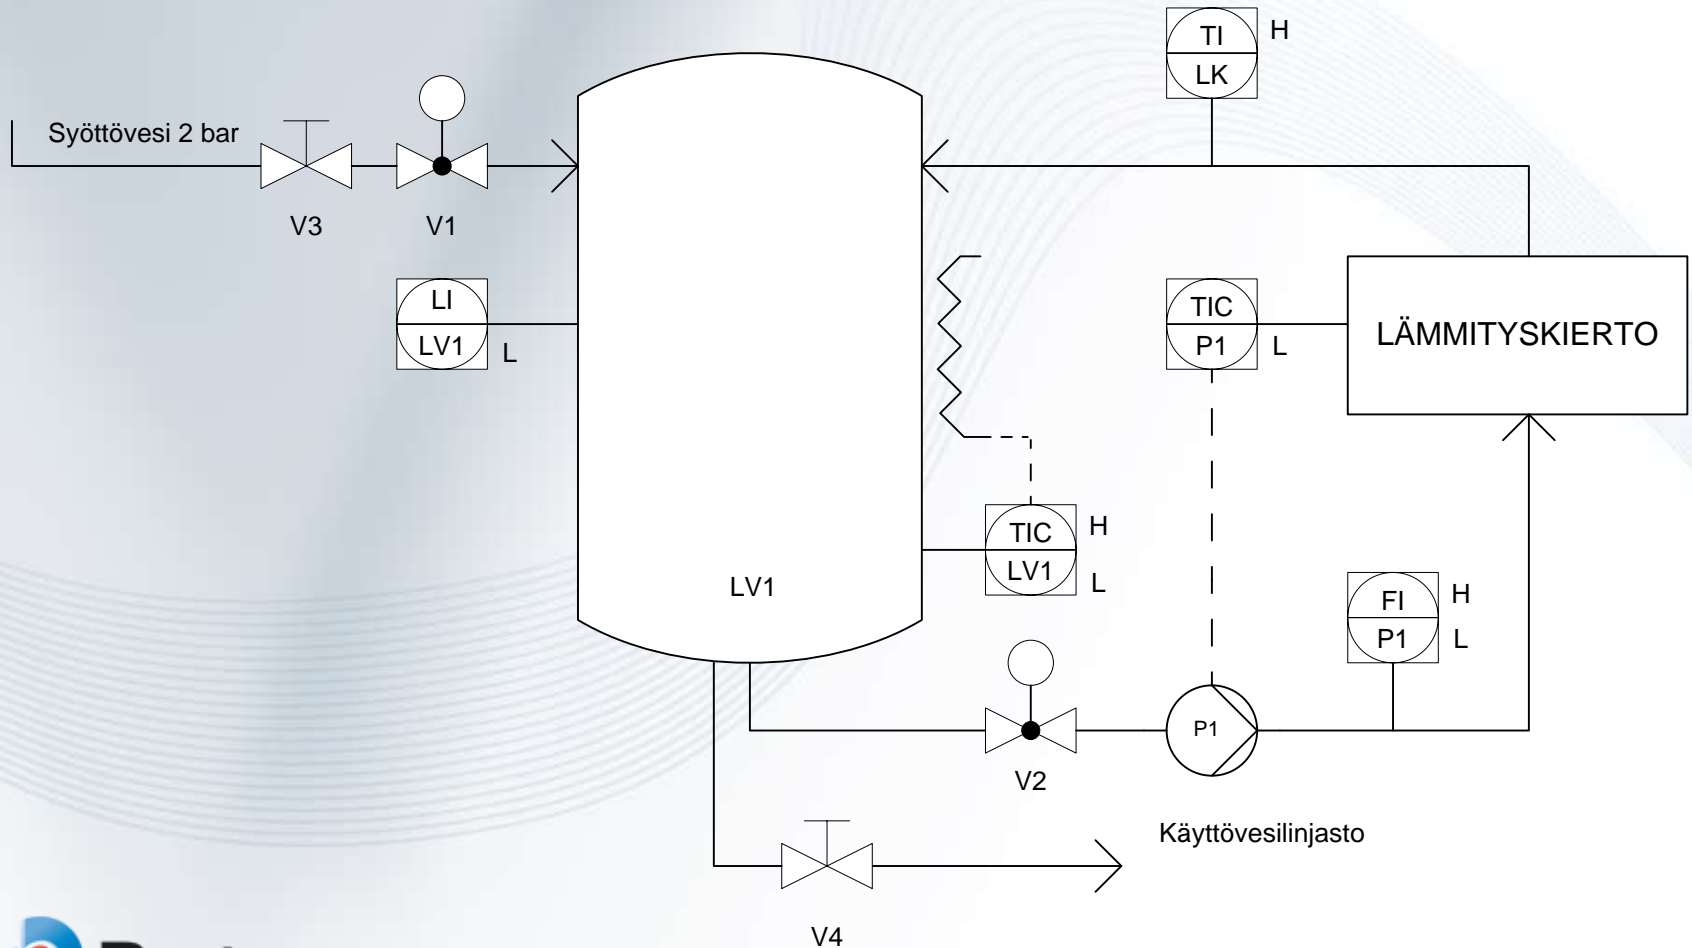 TI
LK
H
Syöttövesi 2 bar
V3
V1
LI
LV1
L
TIC
P1
L
LÄMMITYSKIERTO
TIC
LV1
H
L
LV1
FI
P1
H
L
P1
V2
Käyttövesilinjasto
V4